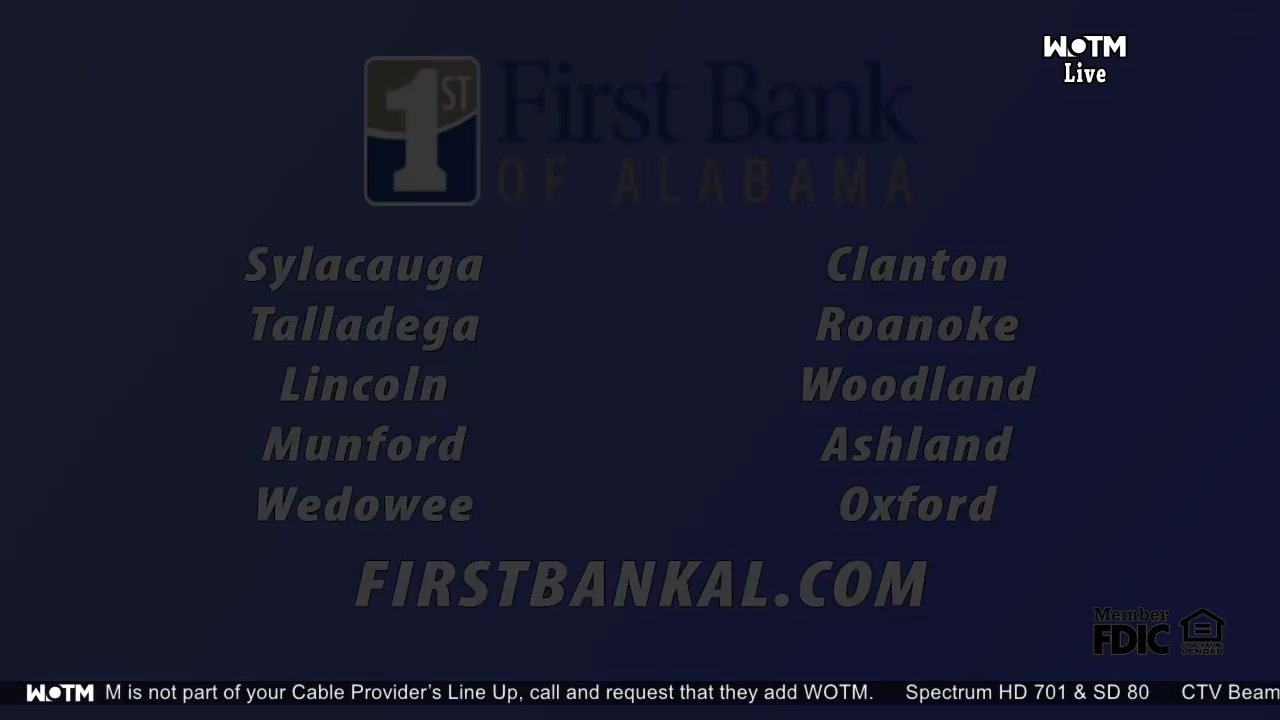 WOTM
Live
1ST
First Bank
OF ALABAMA
Sylacauga
Clanton
Talladega
Roanoke
Lincoln
Woodland
Munford
Ashland
Wedowee
Oxford
FIRSTBANKAL.COM
Member
FDIC
LENDER
WOTM M is not part of your Cable Provider's Line Up, call and request that they add WOTM. Spectrum HD 701 & SD 80 CTV Beam